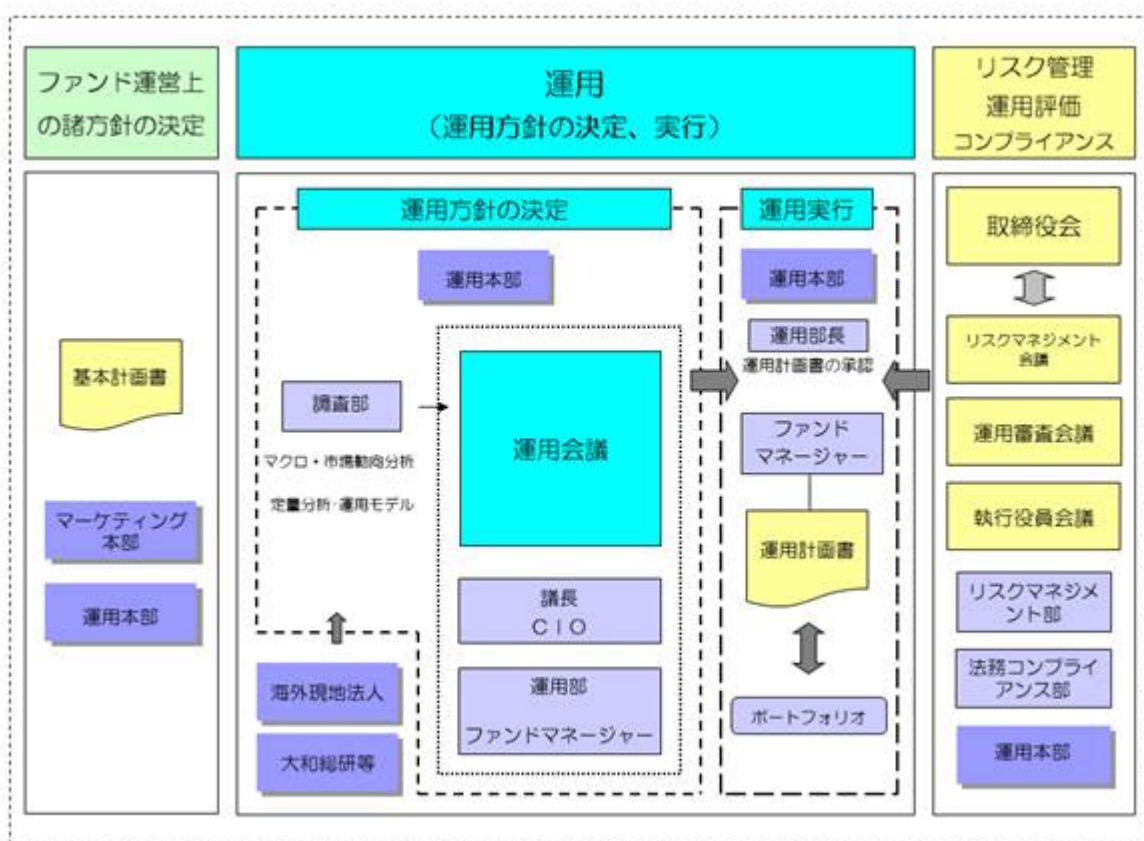 ファンド運営上
の諸方針の決定
運用
（運用方針の決定、実行）
リスク管理
運用評価
コンプライアンス
基本計画書
マーケティング
本部
運用本部
運用方針の決定
運用本部
調査部
マクロ・市場動向分析
定量分析・運用モデル
運用会議
議長
ＣＩＯ
運用部
ファンドマネージャー
海外現地法人
大和総研等
運用実行
運用本部
運用部長
運用計画書の承認
ファンド
マネージャー
運用計画書
ポートフォリオ
取締役会
リスクマネジメント
会議
運用審査会議
執行役員会議
リスクマネジメ
ント部
法務コンプライ
アンス部
運用本部